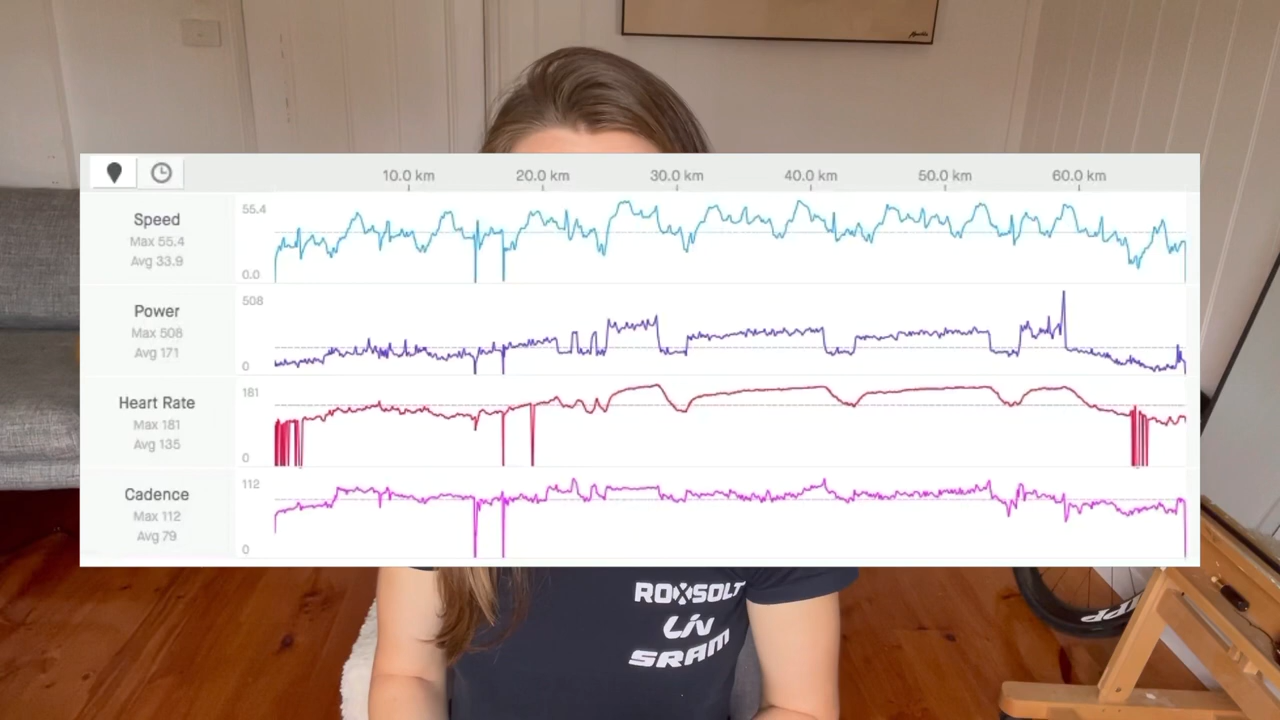 10.0 km 20.0 km 30.0 km 40.0 km 50.0 km 60.0 km
Speed
Max 55.4
Avg 33.9
55.4
0.0
Power
Max 508
Avg 171
508
0
Heart Rate
Max 181
Avg 135
181
0
Cadence
Max 112
Avg 79
112
0
ROXSOLT
Liv
SRAM
ZIPP